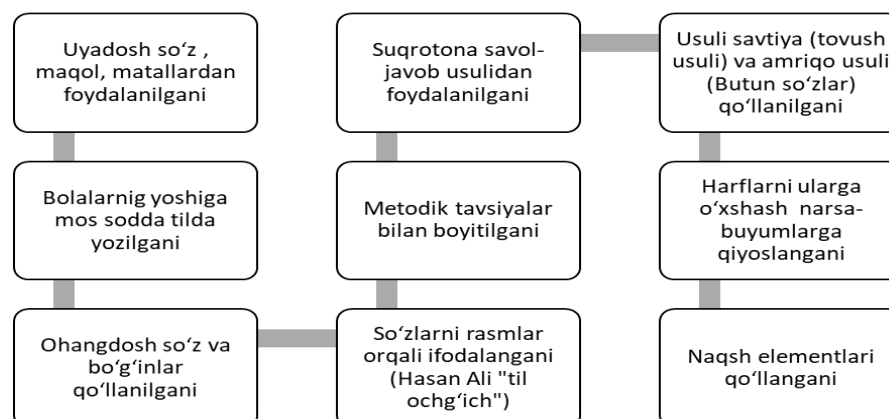 Uyadosh so‘z ,
maqol, matallardan
foydalanilgani
Bolalarnig yoshiga
mos sodda tilda
yozilgani
Ohangdosh so‘z va
bo‘g‘inlar
qo‘llanilgani
So‘zlarni rasmlar
orqali ifodalangani
(Hasan Ali "til
ochg‘ich")
Metodik tavsiyalar
bilan boyitilgani
Suqrotona savol-
javob usulidan
foydalanilgani
Usuli savtiya (tovush
usuli) va amriqo usuli
(Butun so‘zlar)
qo‘llanilgani
Harflarni ularga
o‘xshash narsa-
buyumlarga
qiyoslangani
Naqsh elementlari
qo‘llangani